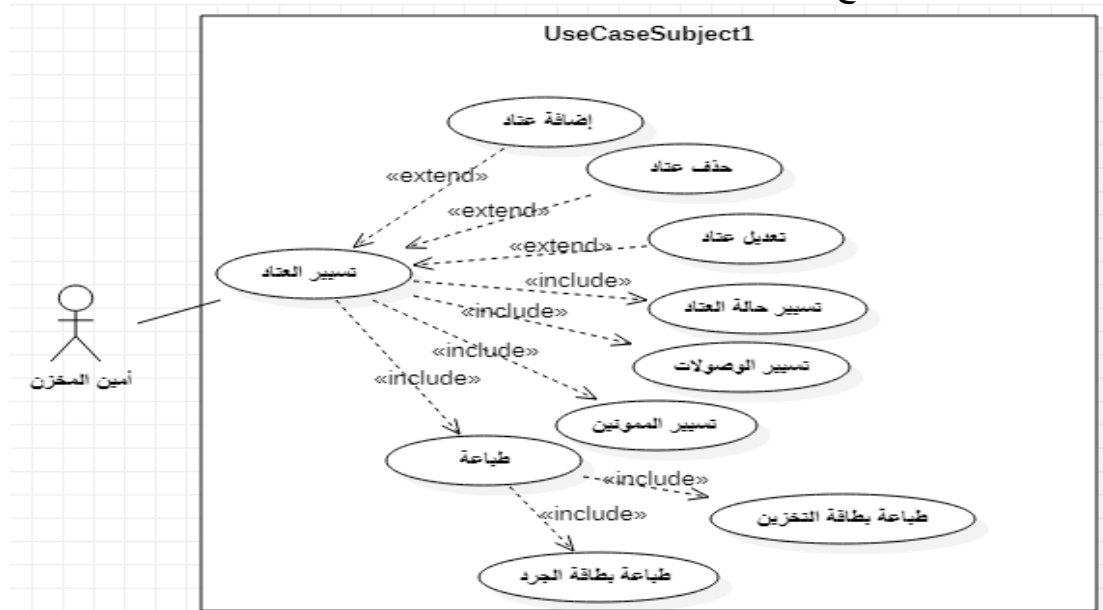 UseCaseSubject1
إضافة عتاد
حذف عتاد
«extend»
«extend»
تعديل عتاد
«extend»
تسيير العتاد
«include»
تسيير حالة العتاد
«include»
«include»
تسيير الوصولات
أمين المخزن
«include»
تسيير الممونين
طباعة
«include»
«include»
طباعة بطاقة التخزين
طباعة بطاقة الجرد